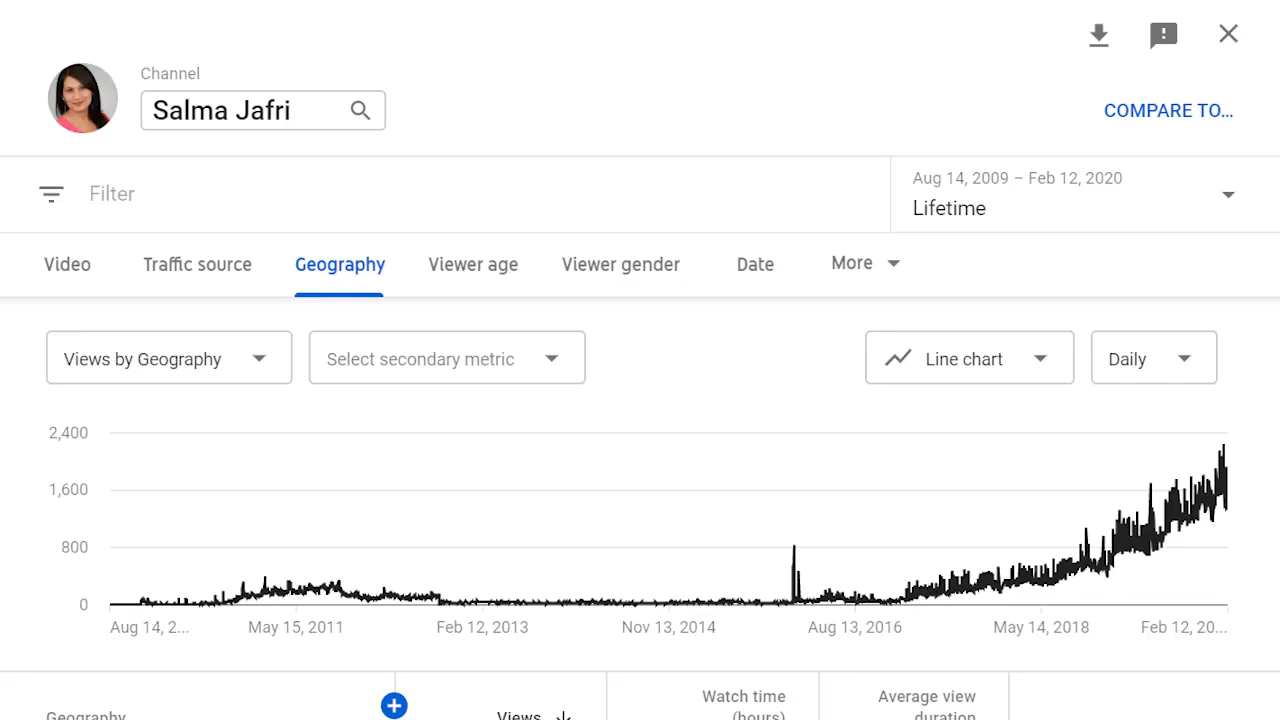 Channel
Salma Jafri
COMPARE TO...
Filter
Aug 14, 2009 – Feb 12, 2020
Lifetime
Video
Traffic source
Geography
Viewer age
Viewer gender
Date
More
Views by Geography
Select secondary metric
Line chart
Daily
2,400
1,600
800
0
Aug 14, 2...
May 15, 2011
Feb 12, 2013
Nov 13, 2014
Aug 13, 2016
May 14, 2018
Feb 12, 20...
Geography
Views
Watch time
(hours)
Average view
duration